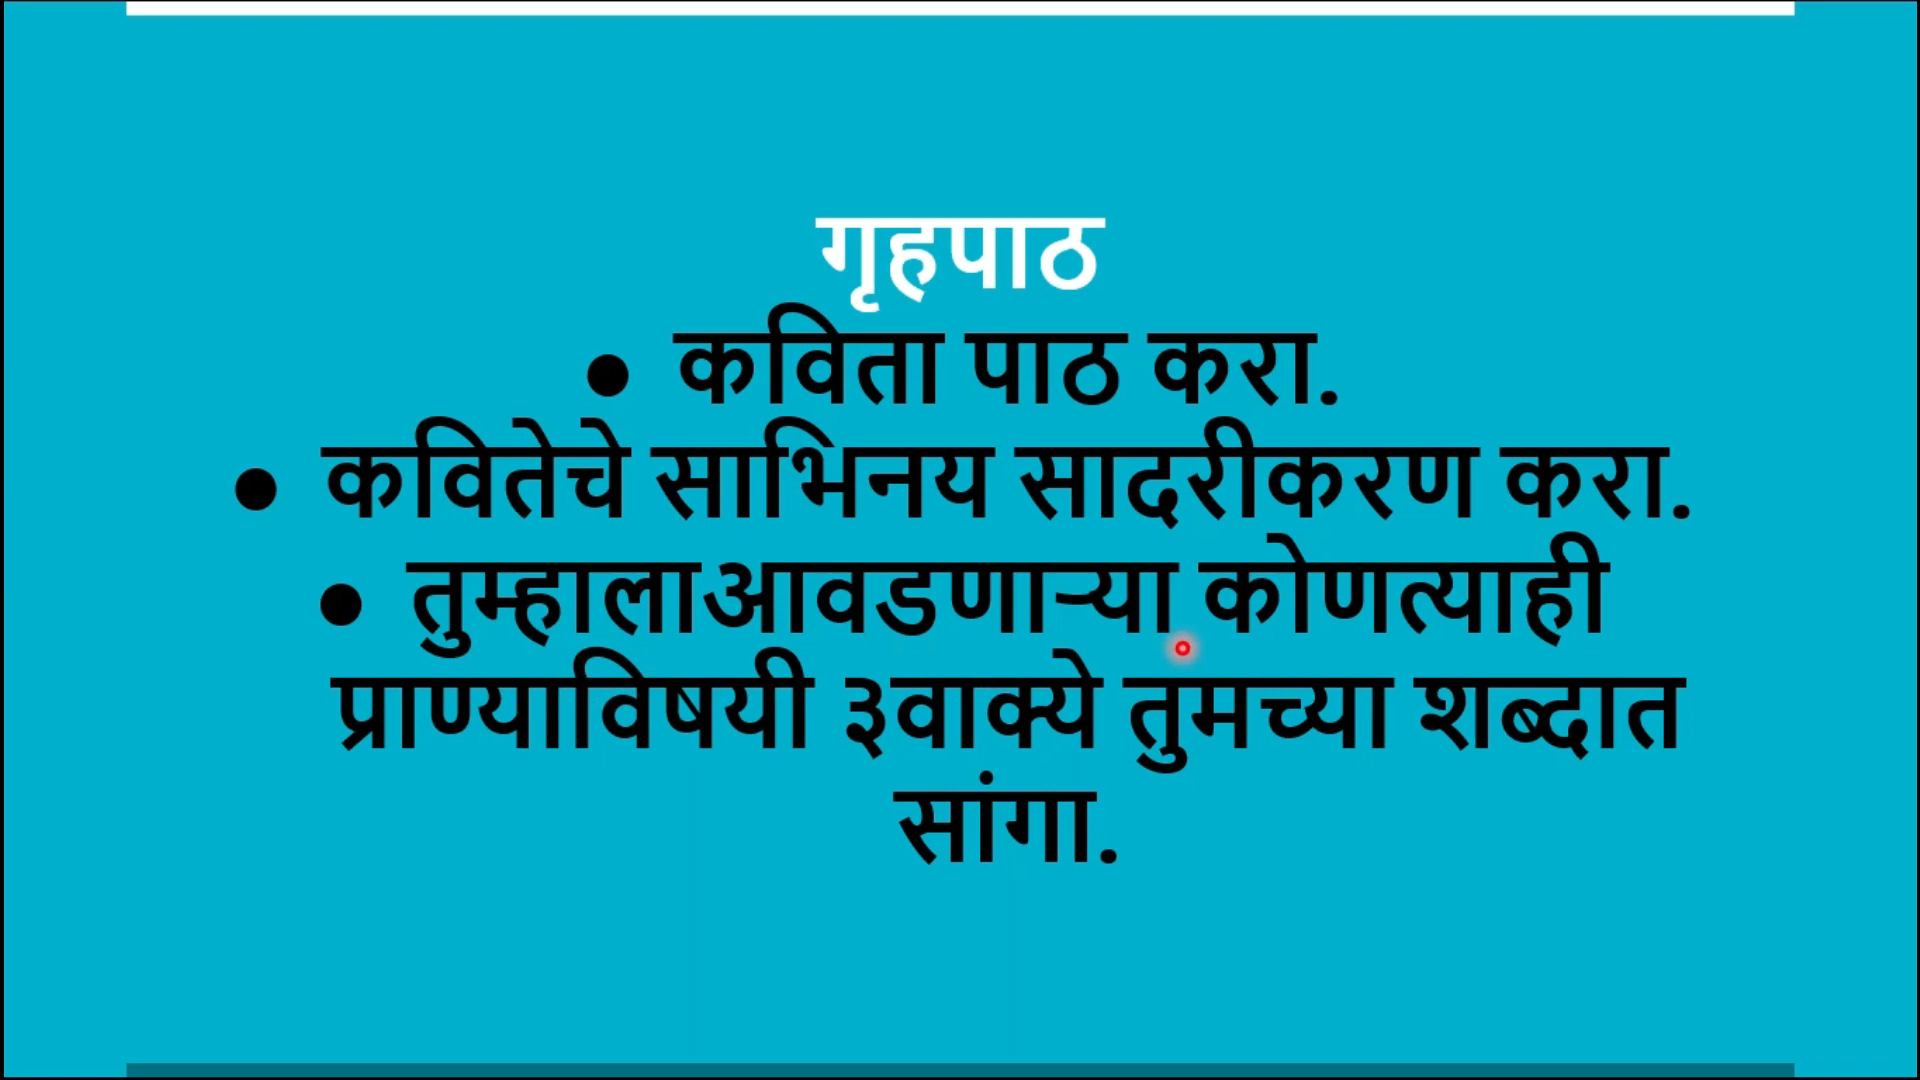 गृहपाठ
● कविता पाठ करा.
● कवितेचे साभिनय सादरीकरण करा.
● तुम्हालाआवडणाऱ्या कोणत्याही
प्राण्याविषयी ३वाक्ये तुमच्या शब्दात
सांगा.